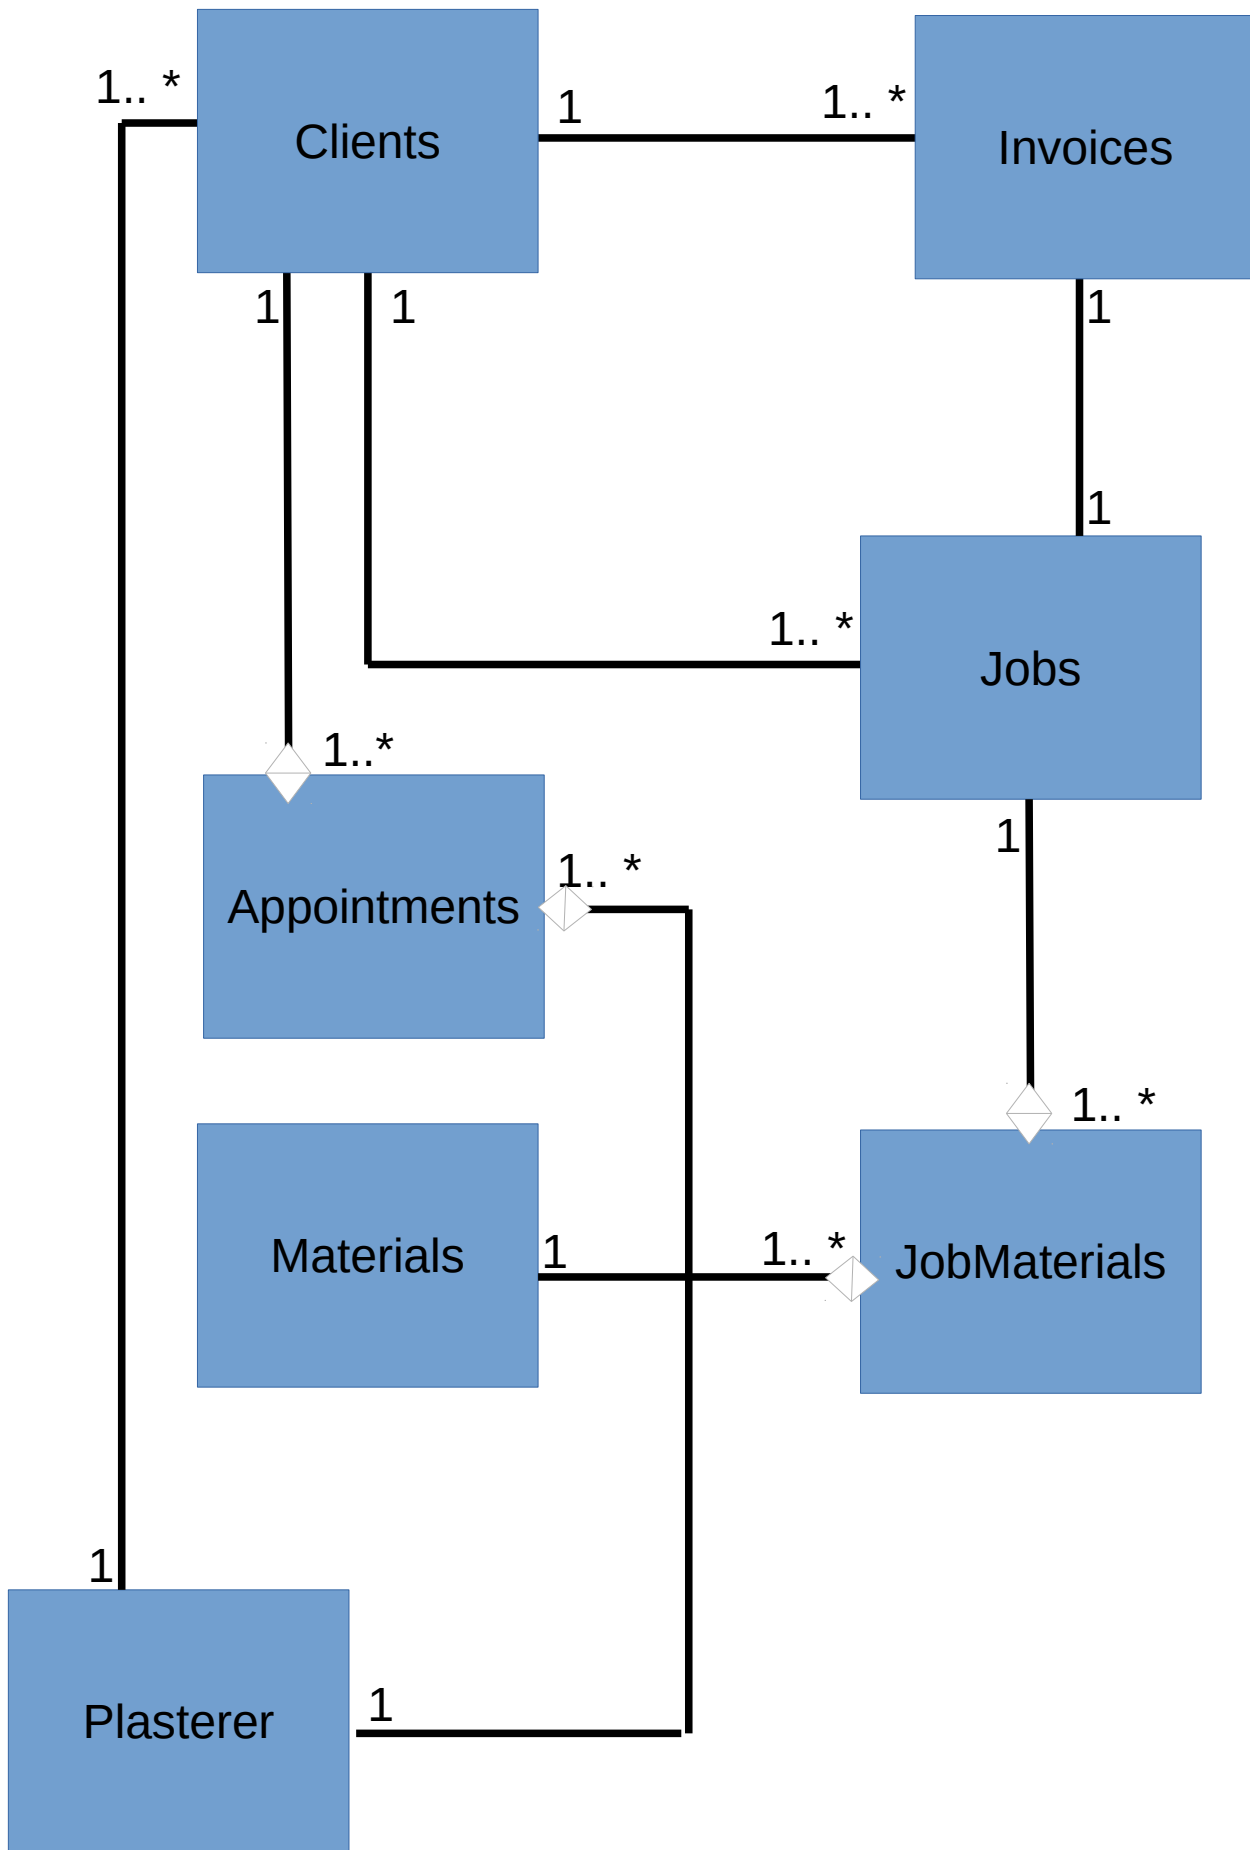 1.. *
Clients
1
1.. *
Invoices
1
1
1
1
1.. *
Jobs
1..*
1
1.. *
Appointments
1.. *
Materials
1
1.. *
JobMaterials
1
Plasterer
1